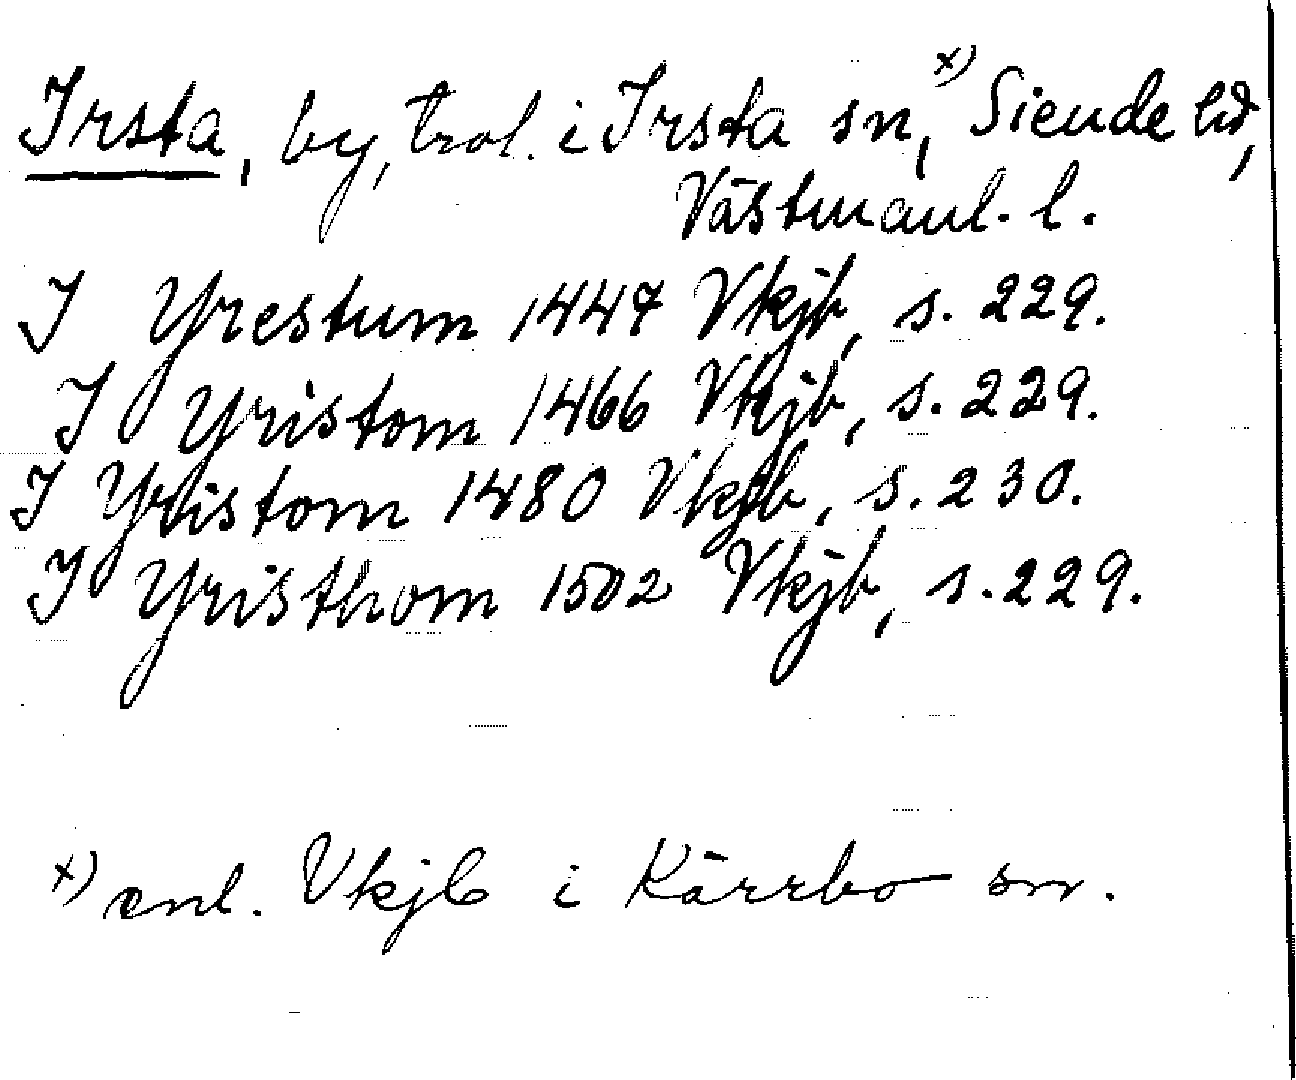 Irsta, by, trol. i Irsta sn, x) Siende hd,
Västmanl. l.
I Yrestum 1447 Vkjb, s. 229.
I Yristom 1466 Vkjb, s. 229.
I Yristom 1480 Vkjb, s. 230.
I Yristhom 1502 Vkjb, s. 229.
x) enl. Vkjb i Kärrbo sn.